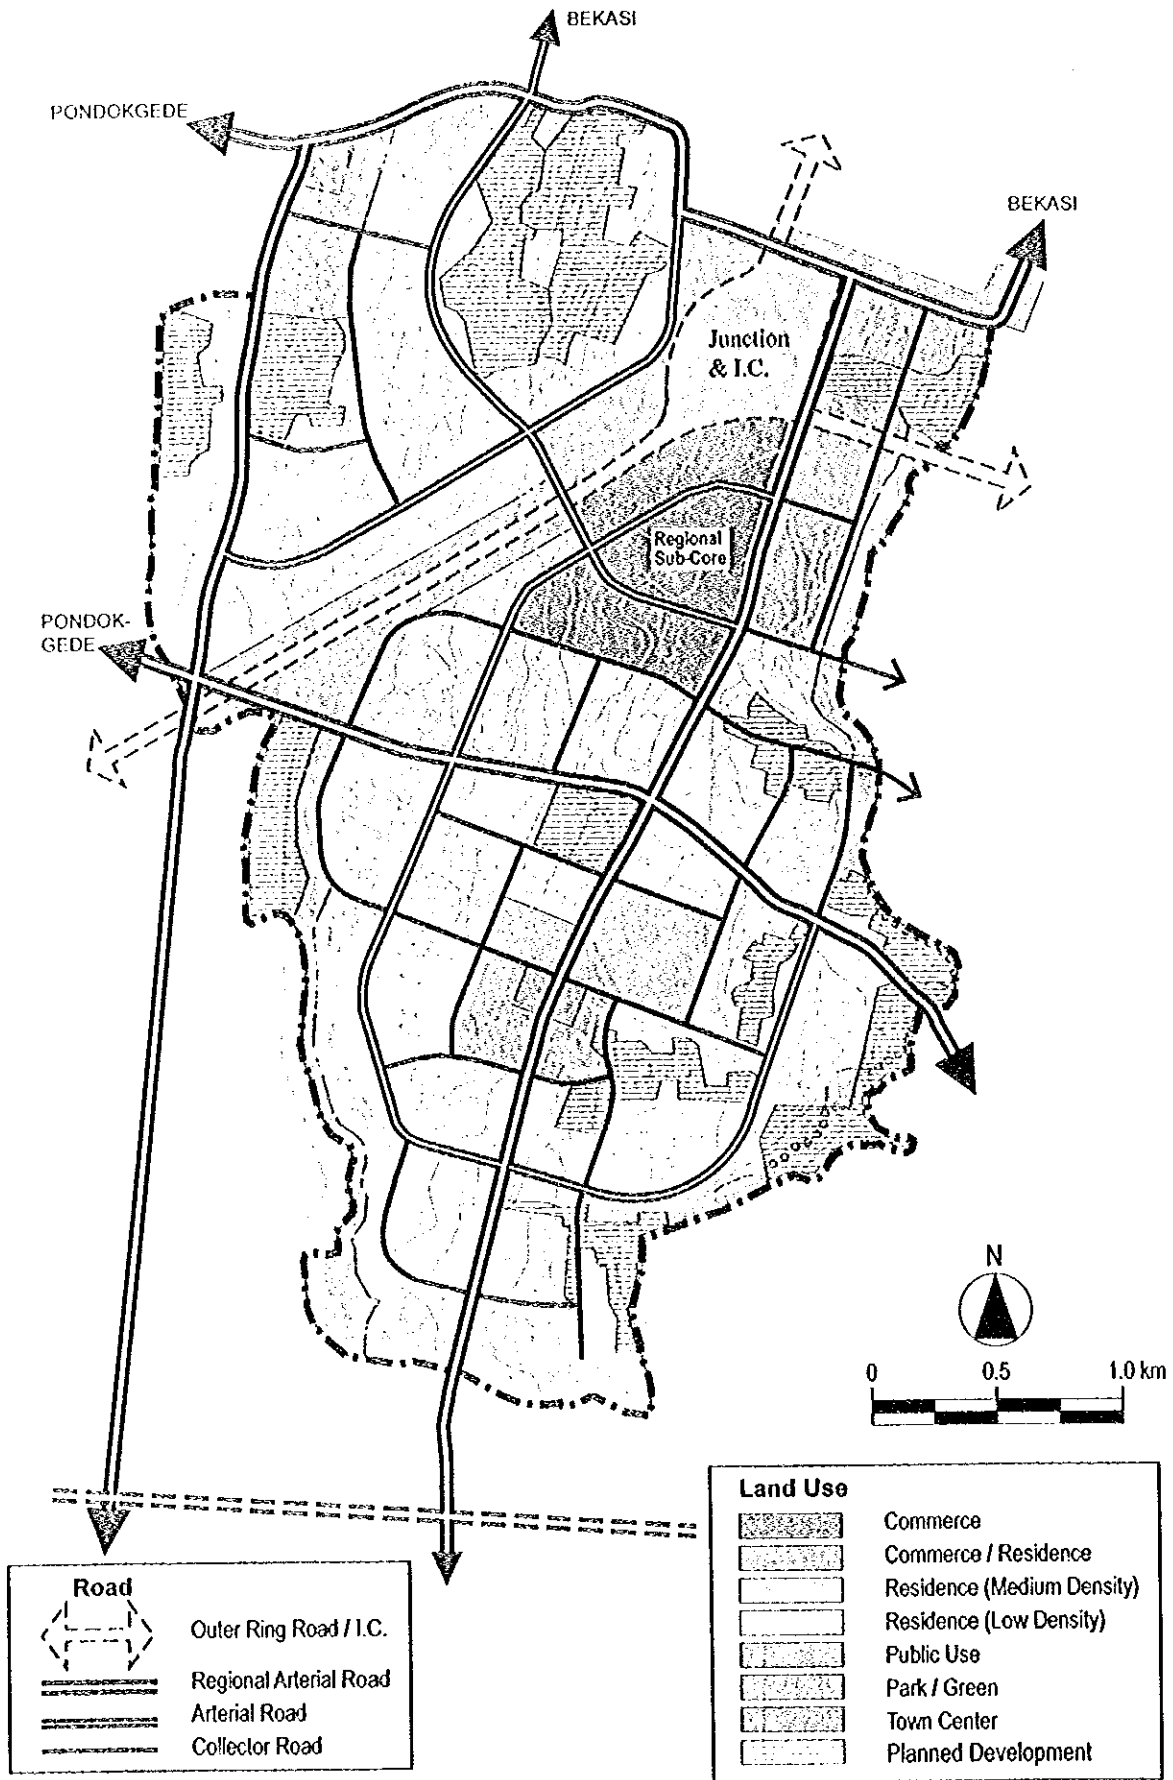 BEKASI
PONDOKGEDE
BEKASI
Junction
& I.C.
Regional
Sub-Core
PONDOK-
GEDE
N
0 0.5 1.0 km
Land Use
Commerce
Commerce / Residence
Residence (Medium Density)
Residence (Low Density)
Public Use
Park / Green
Town Center
Planned Development
Road
Outer Ring Road / I.C.
Regional Arterial Road
Arterial Road
Collector Road